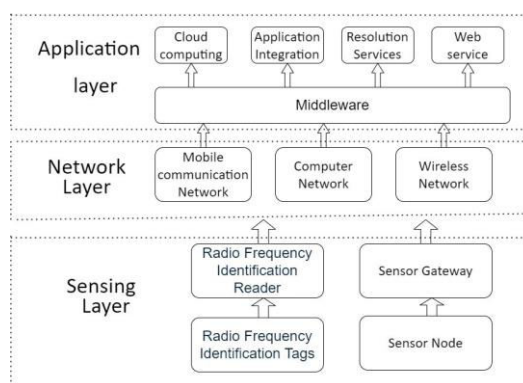 Application
layer
Cloud
computing
Application
Integration
Resolution
Services
Web
service
Middleware
Network
Layer
Mobile
communication
Network
Computer
Network
Wireless
Network
Sensing
Layer
Radio Frequency
Identification
Reader
Sensor Gateway
Radio Frequency
Identification Tags
Sensor Node